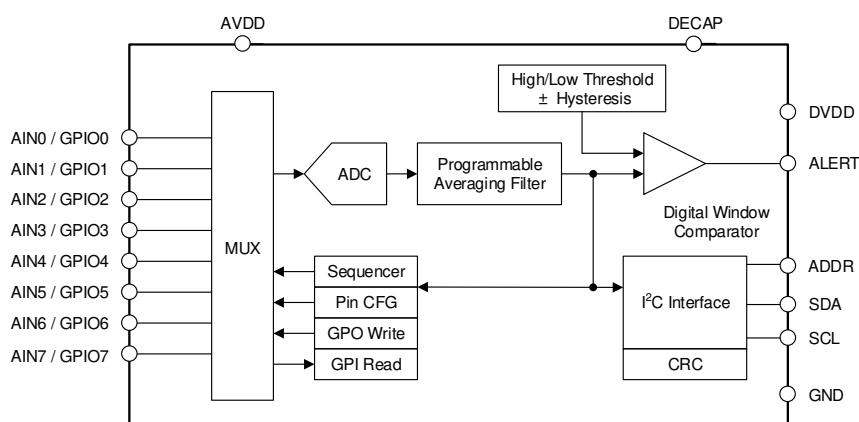 AVDD
DECAP
High/Low Threshold
± Hysteresis
DVDD
AIN0 / GPIO0
AIN1 / GPIO1
AIN2 / GPIO2
AIN3 / GPIO3
AIN4 / GPIO4
AIN5 / GPIO5
AIN6 / GPIO6
AIN7 / GPIO7
MUX
ADC
Programmable
Averaging Filter
ALERT
Digital Window
Comparator
Sequencer
Pin CFG
GPO Write
GPI Read
I²C Interface
CRC
ADDR
SDA
SCL
GND